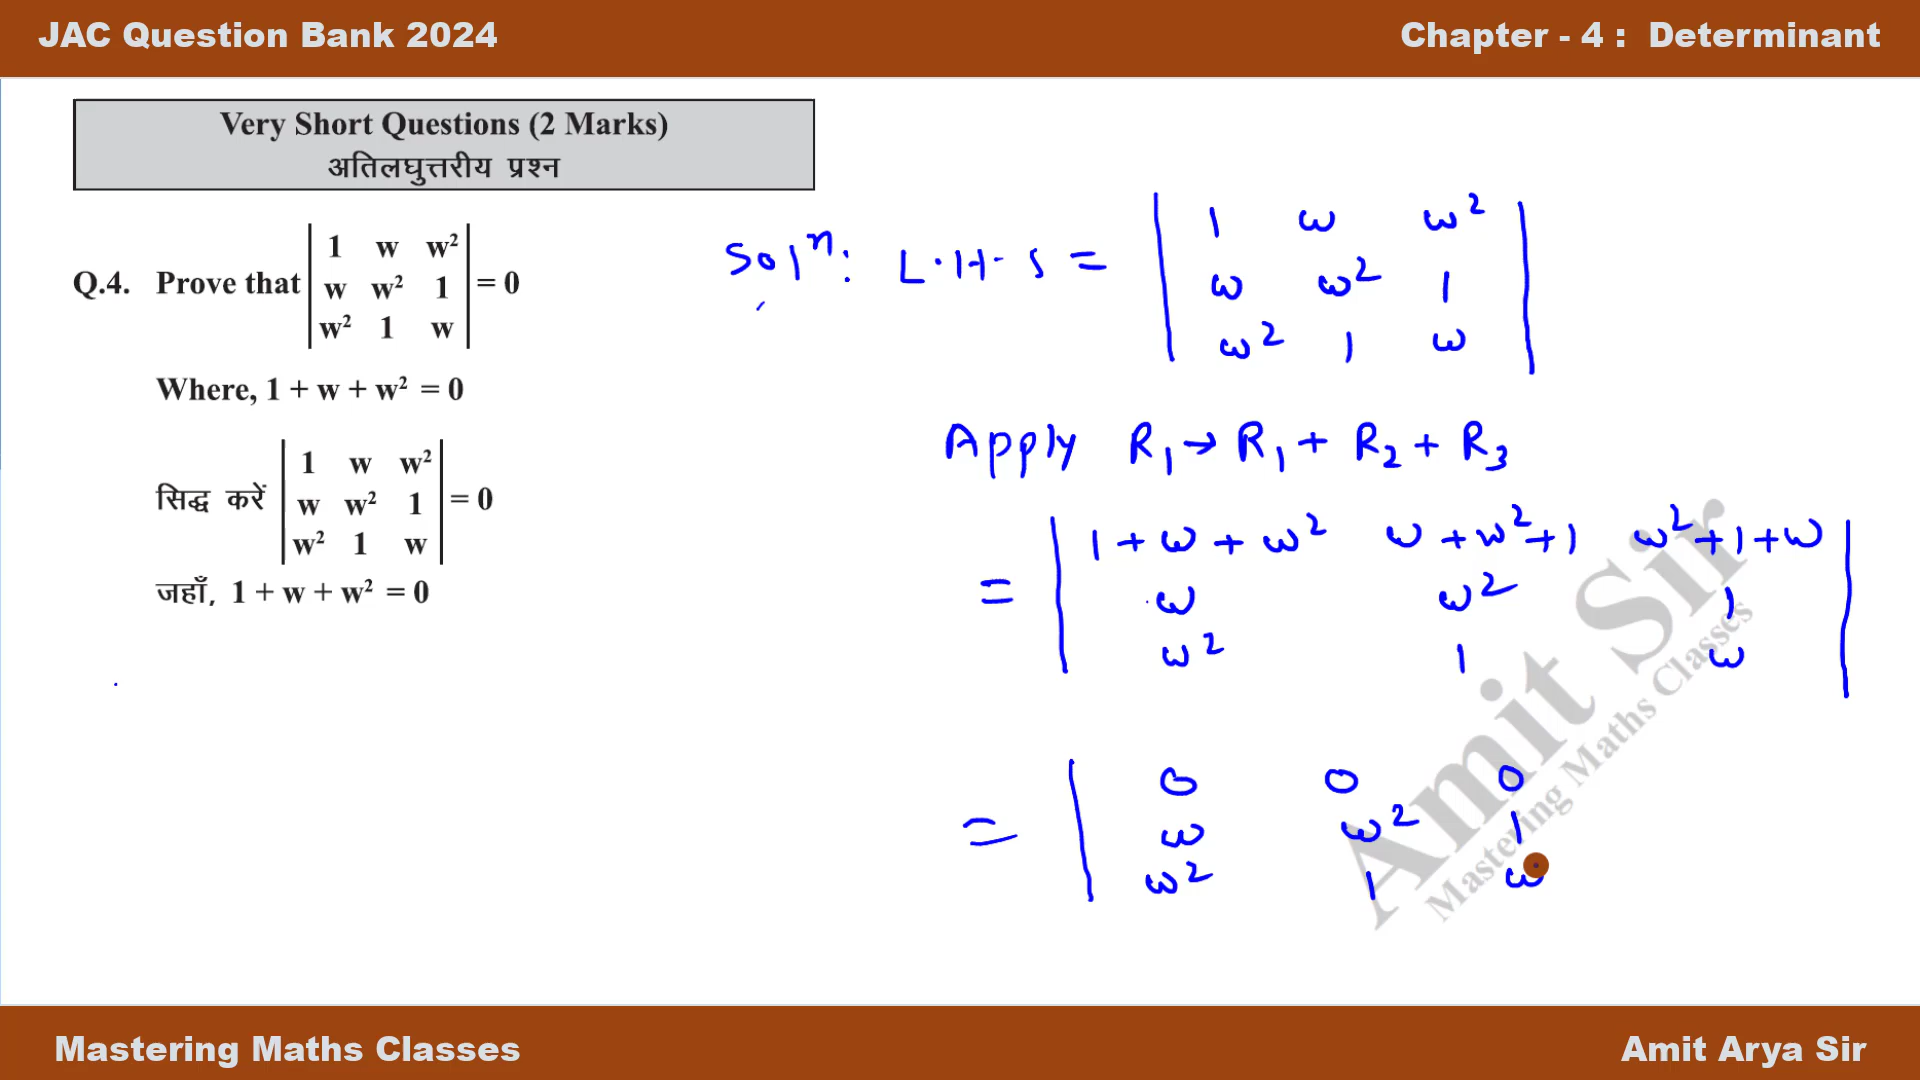 JAC Question Bank 2024
Chapter - 4 : Determinant
Very Short Questions (2 Marks)
अतिलघुत्तरीय प्रश्न
Q.4. Prove that | 1 w w² |
| w w² 1 | = 0
| w² 1 w |
Where, 1 + w + w² = 0
सिद्ध करें | 1 w w² |
| w w² 1 | = 0
| w² 1 w |
जहाँ, 1 + w + w² = 0
Solⁿ: L.H.S = | 1 ω ω² |
| ω ω² 1 |
| ω² 1 ω |
Apply R₁→R₁ + R₂ + R₃
= | 1+ω+ω² ω+ω²+1 ω²+1+ω |
| ω ω² 1 |
| ω² 1 ω |
= | 0 0 0
| ω ω² 1
| ω² 1 ω
Amit Sir
Mastering Maths Classes
Mastering Maths Classes
Amit Arya Sir